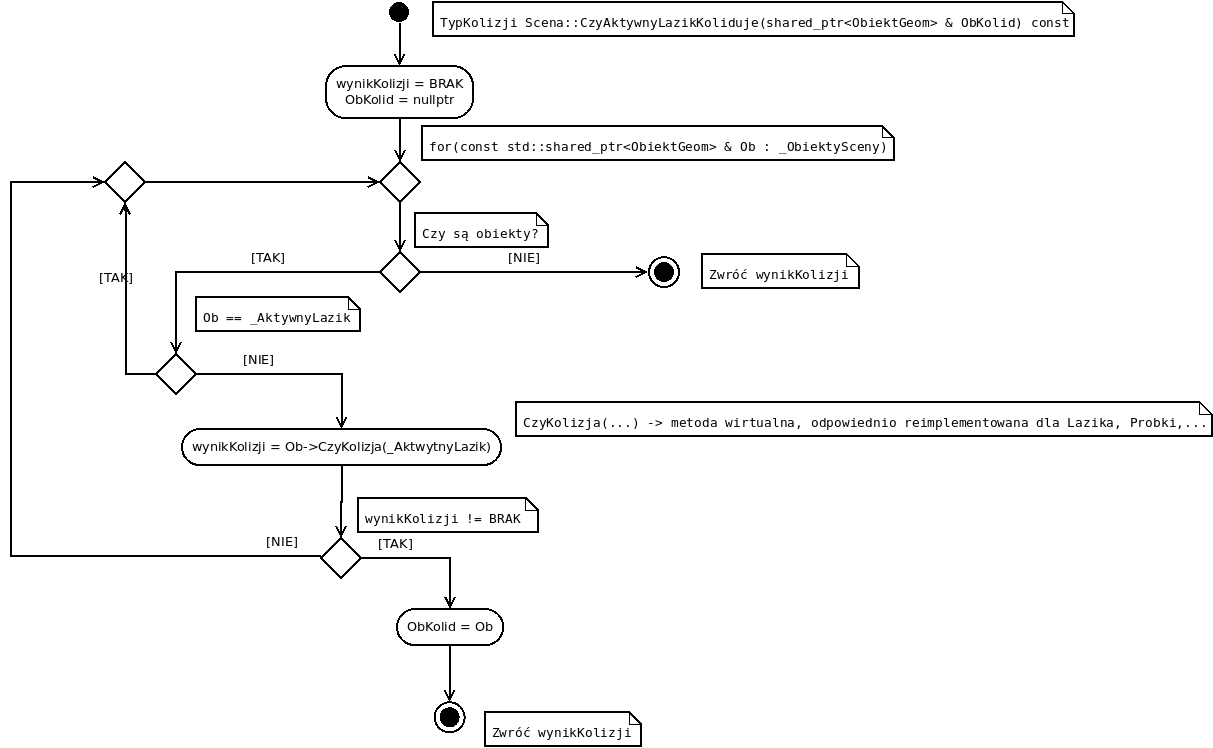 TypKolizji Scena::CzyAktywnyLazikKoliduje(shared_ptr<ObiektGeom> & ObKolid) const
wynikKolizji = BRAK
ObKolid = nullptr
for(const std::shared_ptr<ObiektGeom> & Ob : _ObiektySceny)
Czy są obiekty?
[TAK]
[NIE]
Zwróć wynikKolizji
[TAK]
Ob == _AktywnyLazik
[NIE]
CzyKolizja(...) -> metoda wirtualna, odpowiednio reimplementowana dla Lazika, Probki,...
wynikKolizji = Ob->CzyKolizja(_AktwytnyLazik)
wynikKolizji != BRAK
[NIE]
[TAK]
ObKolid = Ob
Zwróć wynikKolizji